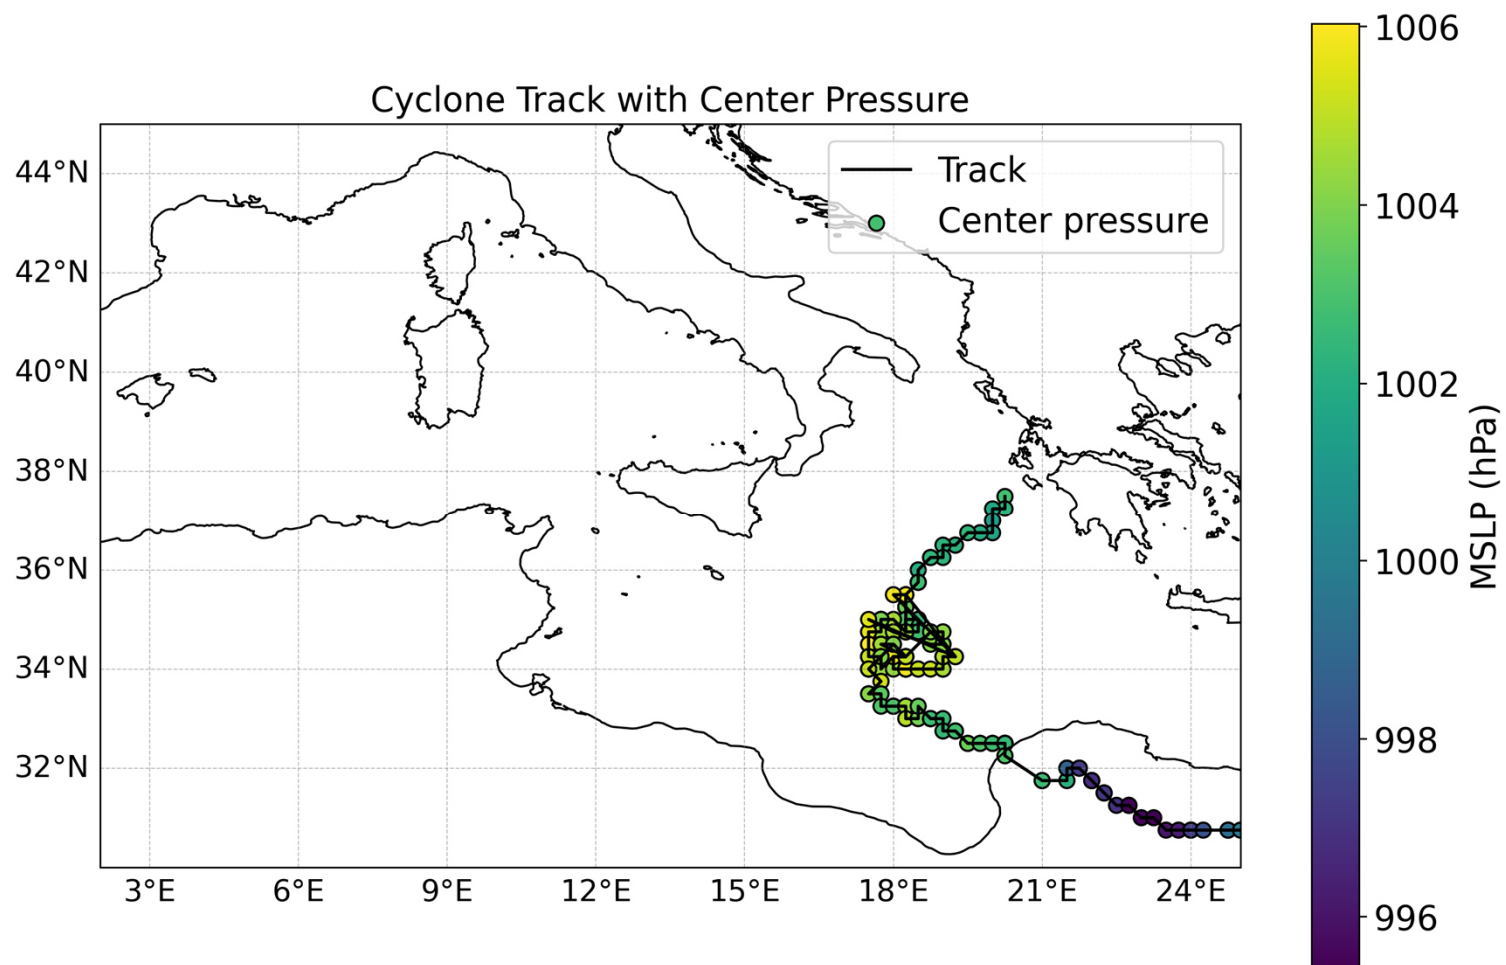 Cyclone Track with Center Pressure
Track
Center pressure
44°N
42°N
40°N
38°N
36°N
34°N
32°N
3°E
6°E
9°E
12°E
15°E
18°E
21°E
24°E
1006
1004
1002
1000
998
996
MSLP (hPa)